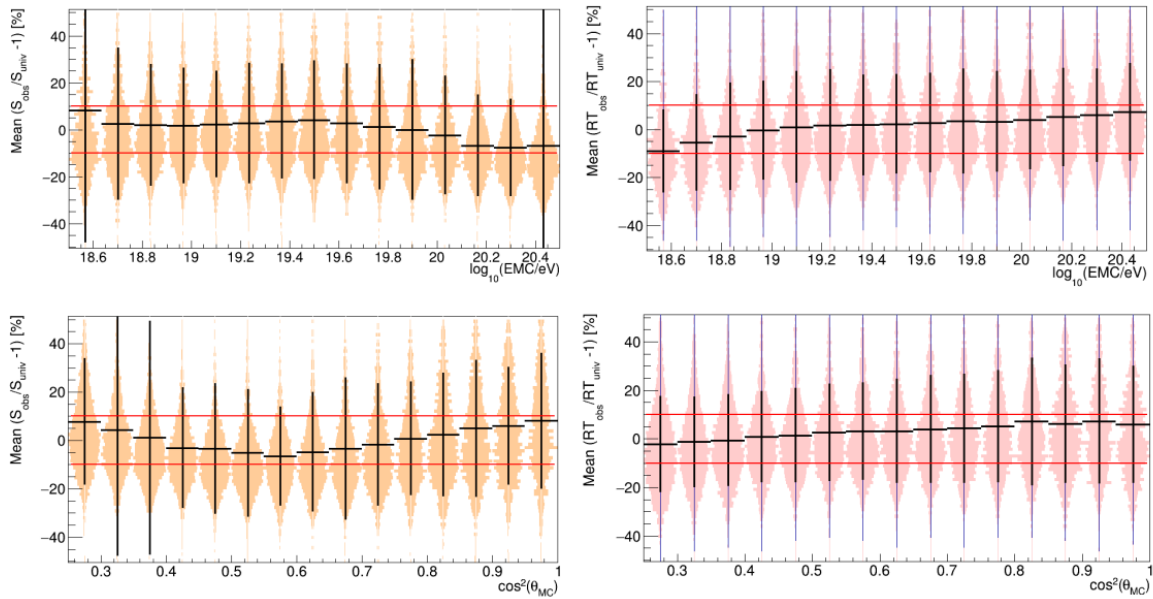 Mean (S_obs/S_univ -1) [%]
40
20
0
−20
−40
18.6 18.8 19 19.2 19.4 19.6 19.8 20 20.2 20.4
log_10(EMC/eV)
Mean (RT_obs/RT_univ -1) [%]
40
20
0
−20
−40
18.6 18.8 19 19.2 19.4 19.6 19.8 20 20.2 20.4
log_10(EMC/eV)
Mean (S_obs/S_univ -1) [%]
40
20
0
−20
−40
0.3 0.4 0.5 0.6 0.7 0.8 0.9 1
cos²(θ_MC)
Mean (RT_obs/RT_univ -1) [%]
40
20
0
−20
−40
0.3 0.4 0.5 0.6 0.7 0.8 0.9 1
cos²(θ_MC)